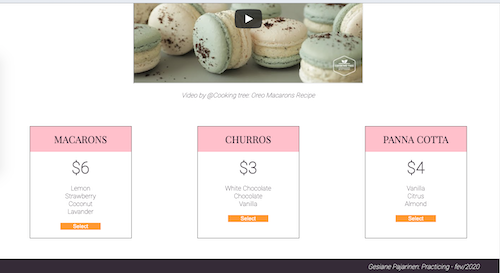 Video by @Cooking tree: Oreo Macarons Recipe
MACARONS
$6
Lemon
Strawberry
Coconut
Lavander
Select
CHURROS
$3
White Chocolate
Chocolate
Vanilla
Select
PANNA COTTA
$4
Vanilla
Citrus
Almond
Select
Gesiane Pajarinen: Practicing - fev/2020